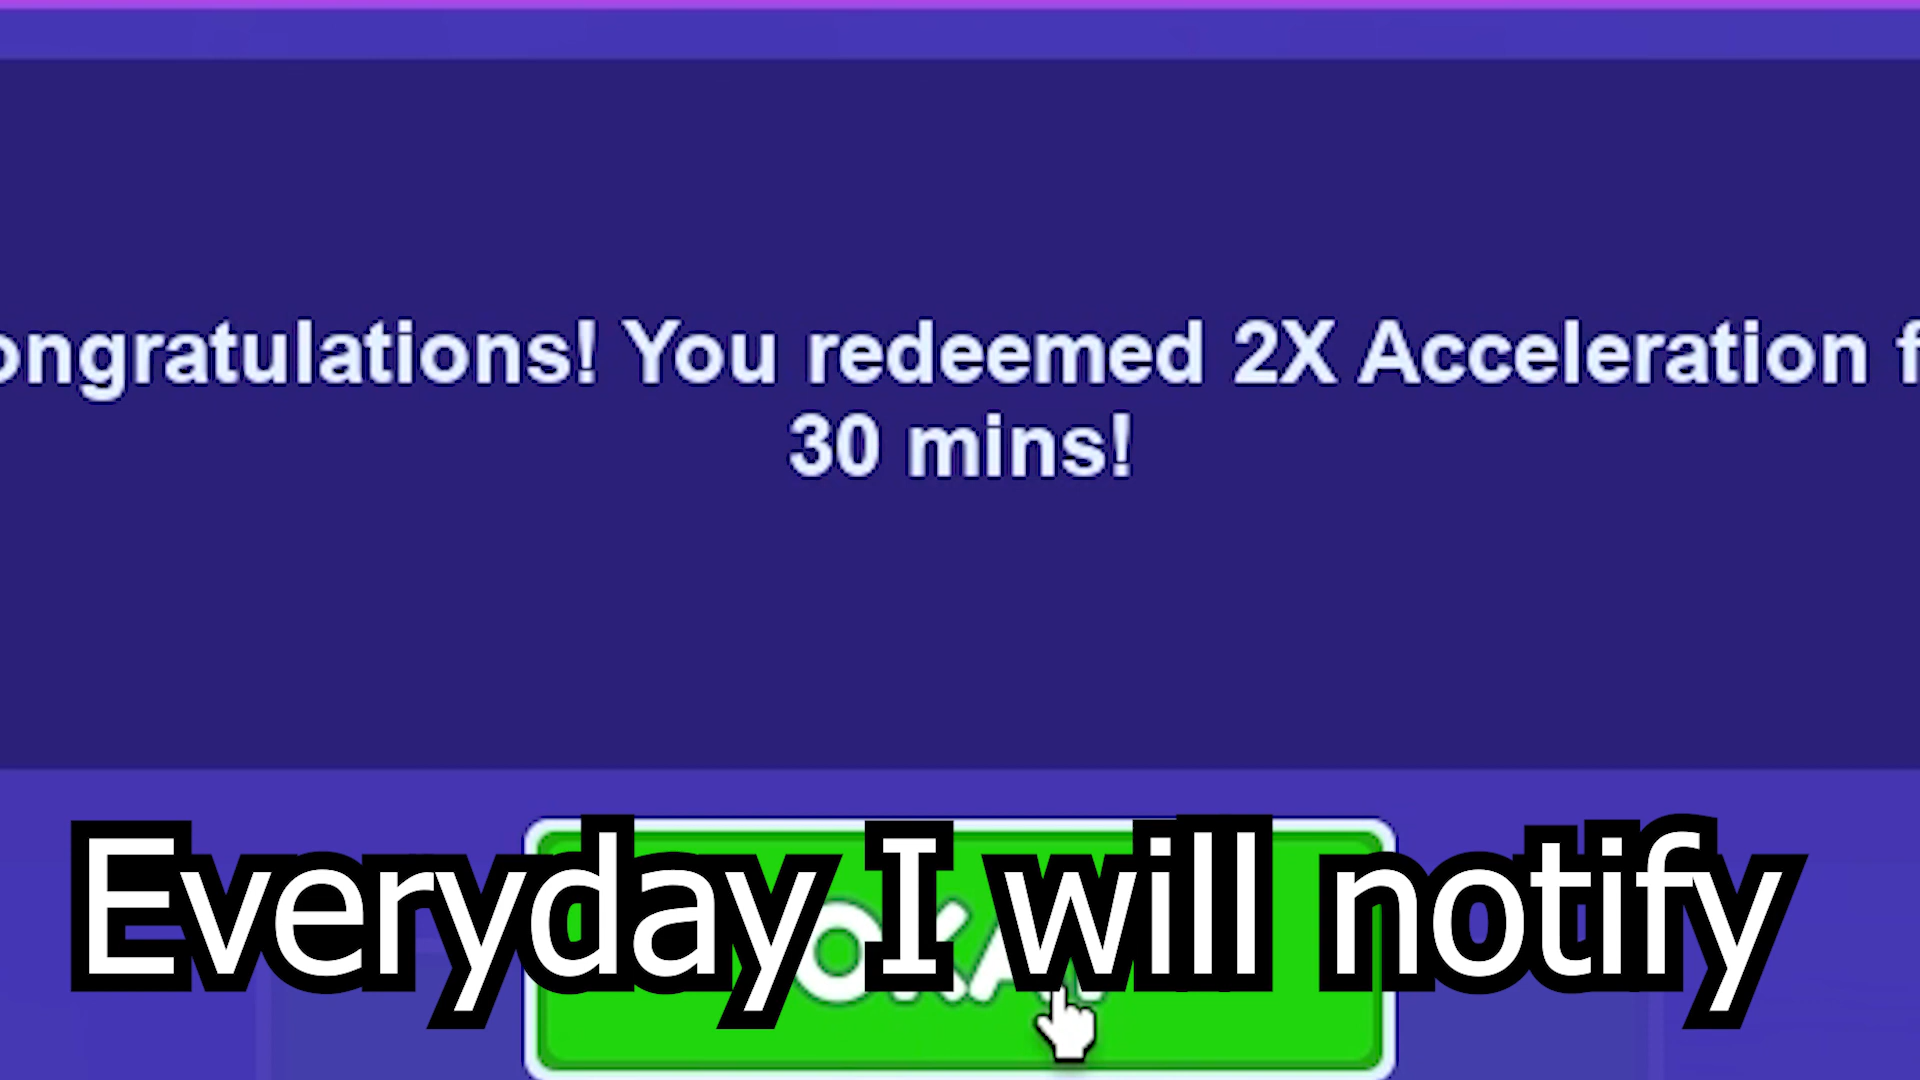 ongratulations! You redeemed 2X Acceleration f
30 mins!
Everyday I will notify